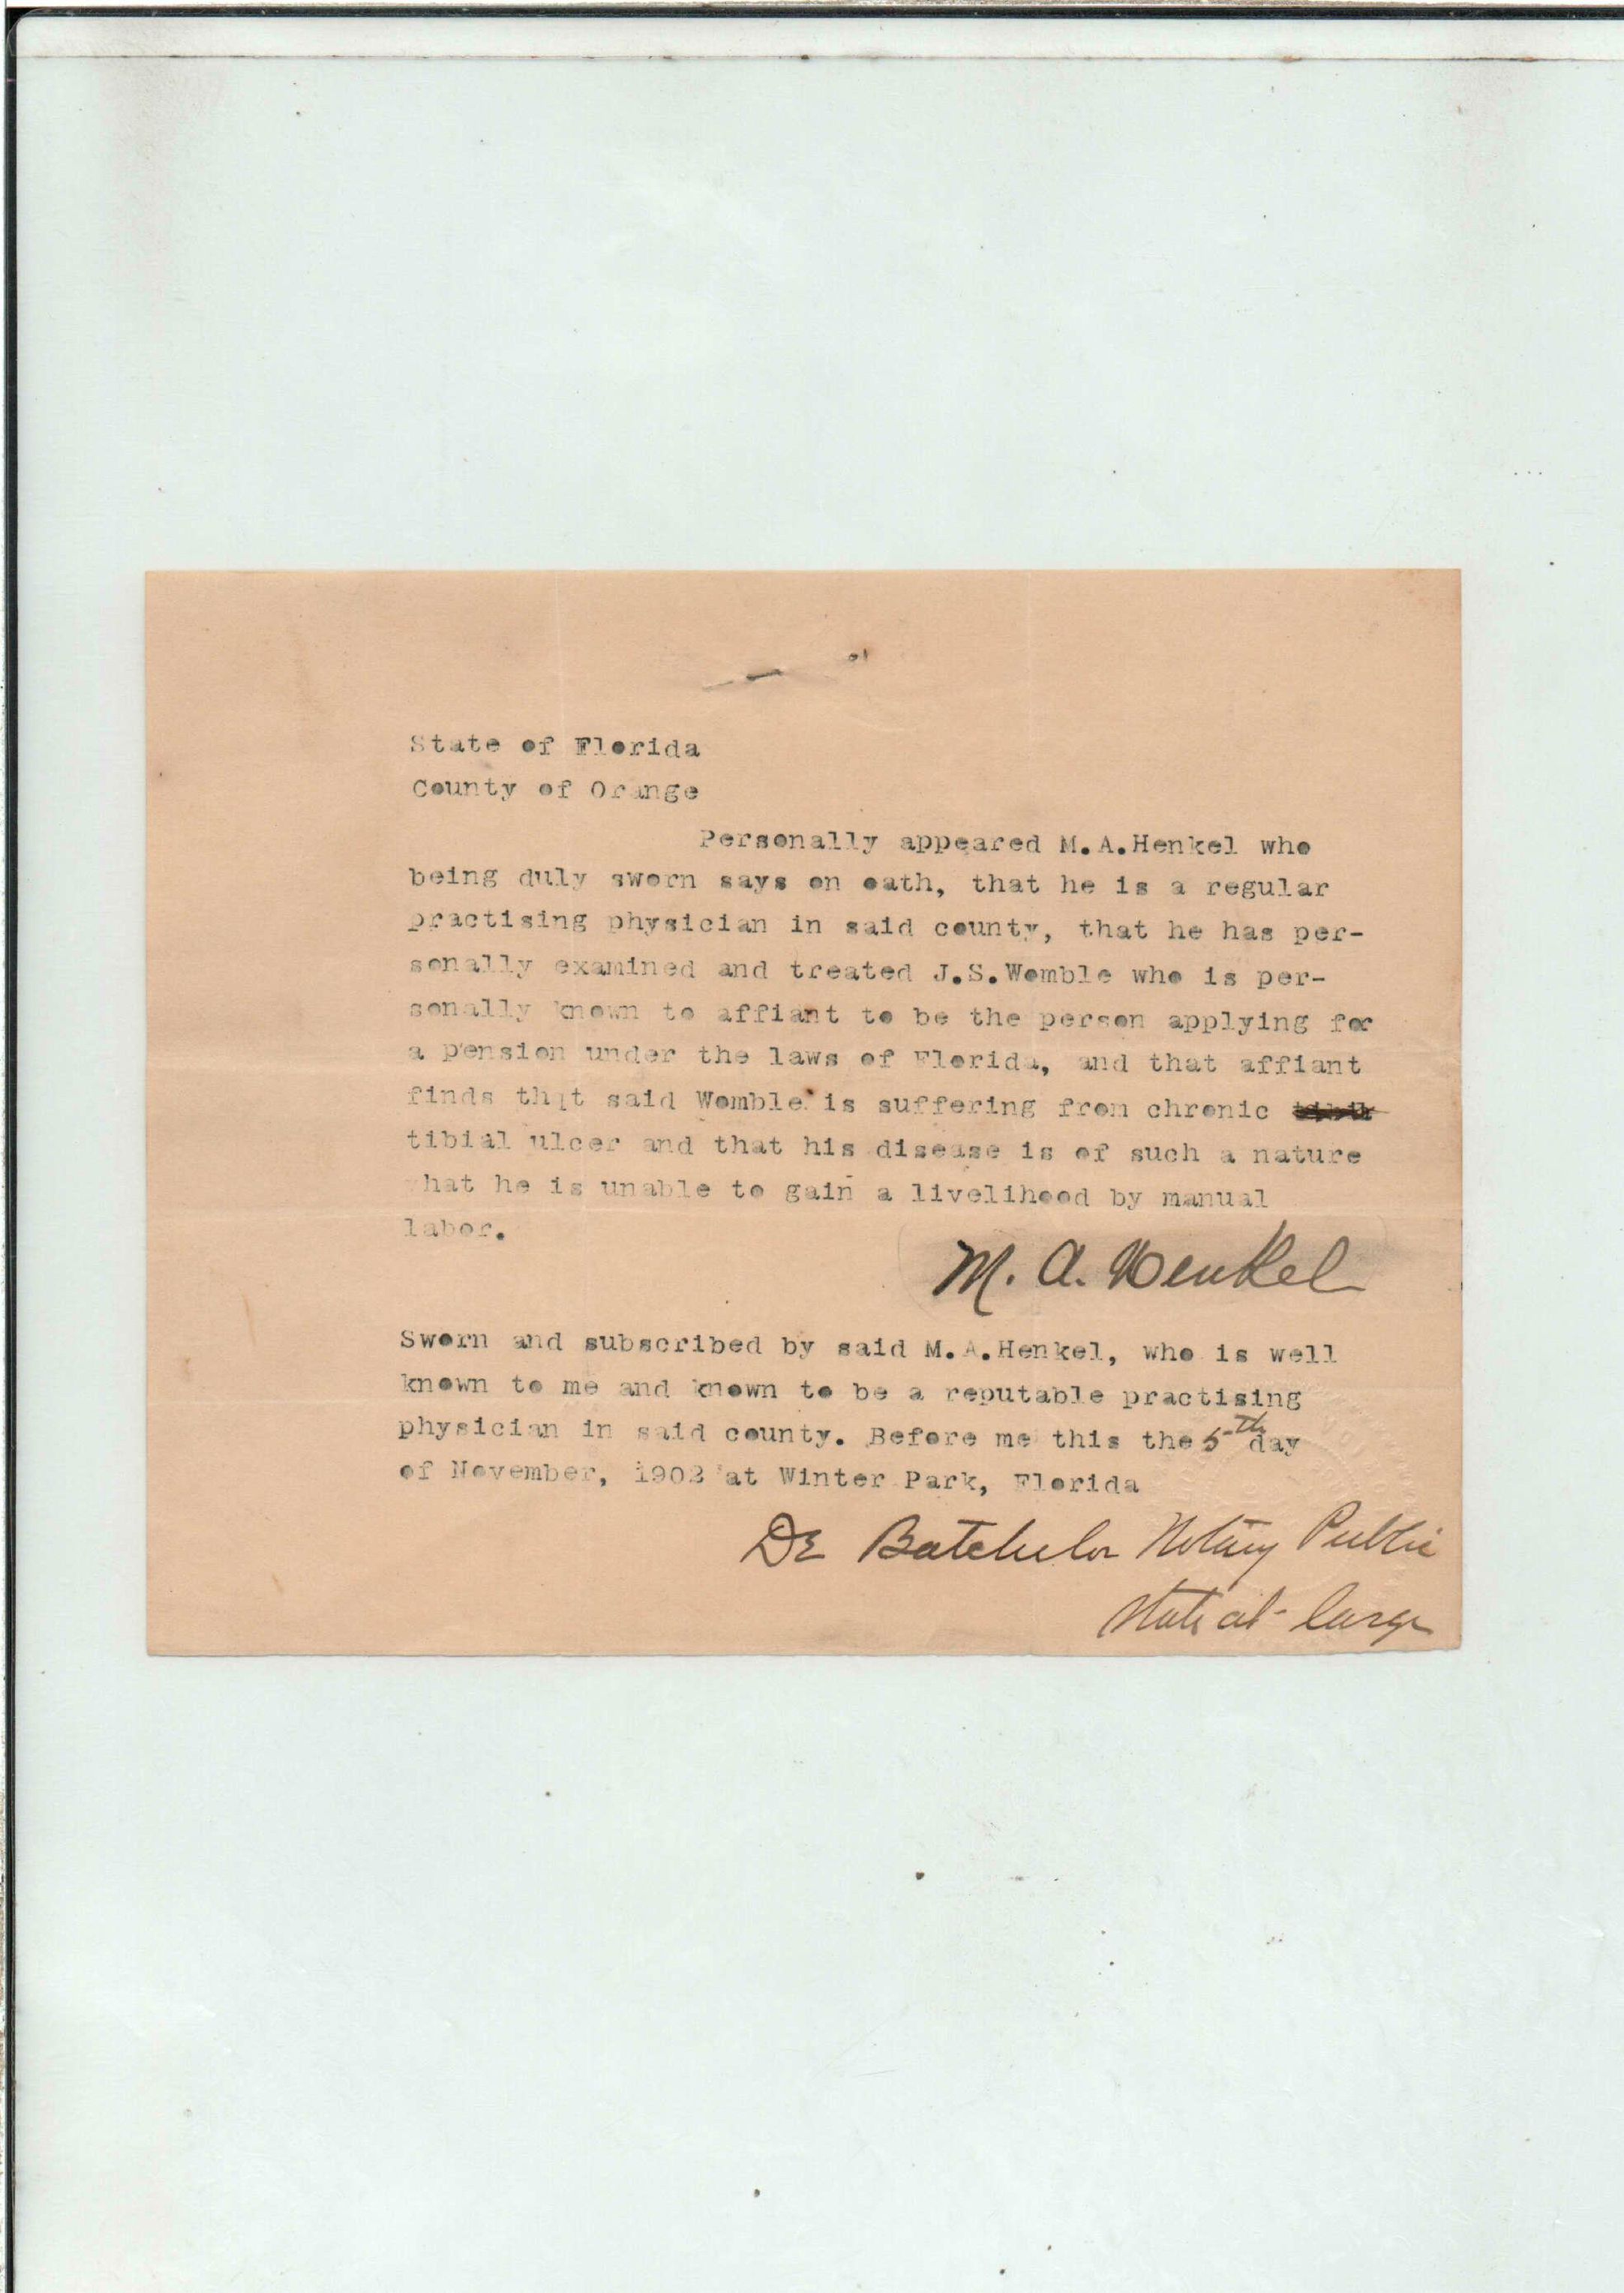 State of Florida
County of Orange
Personally appeared M.A.Henkel who
being duly sworn says on oath, that he is a regular
practising physician in said county, that he has per-
sonally examined and treated J.S.Womble who is per-
sonally known to affiant to be the person applying for
a pension under the laws of Florida, and that affiant
finds that said Womble is suffering from chronic
tibial ulcer and that his disease is of such a nature
that he is unable to gain a livelihood by manual
labor.
M. A. Henkel
Sworn and subscribed by said M.A.Henkel, who is well
known to me and known to be a reputable practising
physician in said county. Before me this the 5th day
of November, 1902 at Winter Park, Florida
DE Batchelor Notary Public
State at large